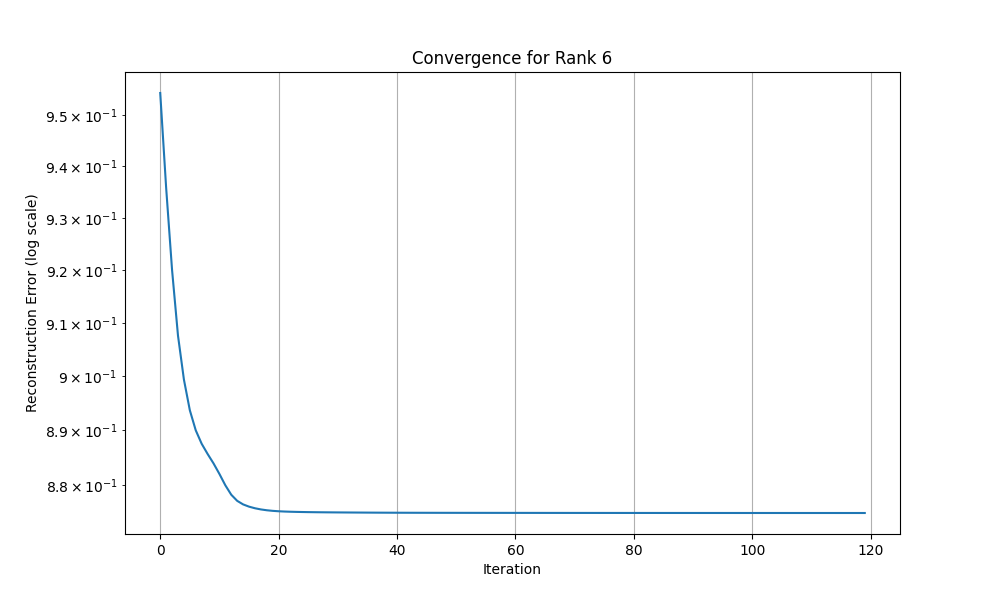 Convergence for Rank 6
Reconstruction Error (log scale)
9.5 × 10⁻¹
9.4 × 10⁻¹
9.3 × 10⁻¹
9.2 × 10⁻¹
9.1 × 10⁻¹
9 × 10⁻¹
8.9 × 10⁻¹
8.8 × 10⁻¹
0 20 40 60 80 100 120
Iteration